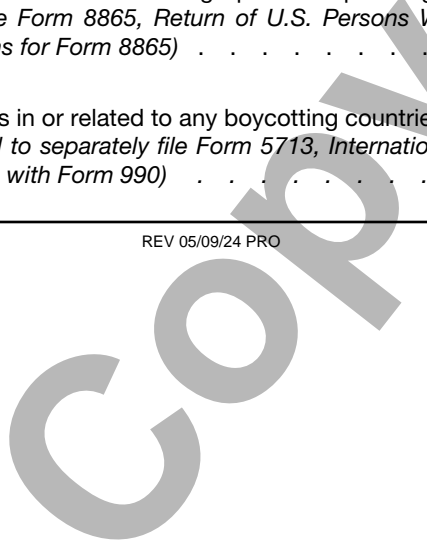 e Form 8865, Return of U.S. Persons W
ns for Form 8865) . . . . . . . .
s in or related to any boycotting countrie
d to separately file Form 5713, Internatio
with Form 990) . . . . . . . .
REV 05/09/24 PRO
Copy